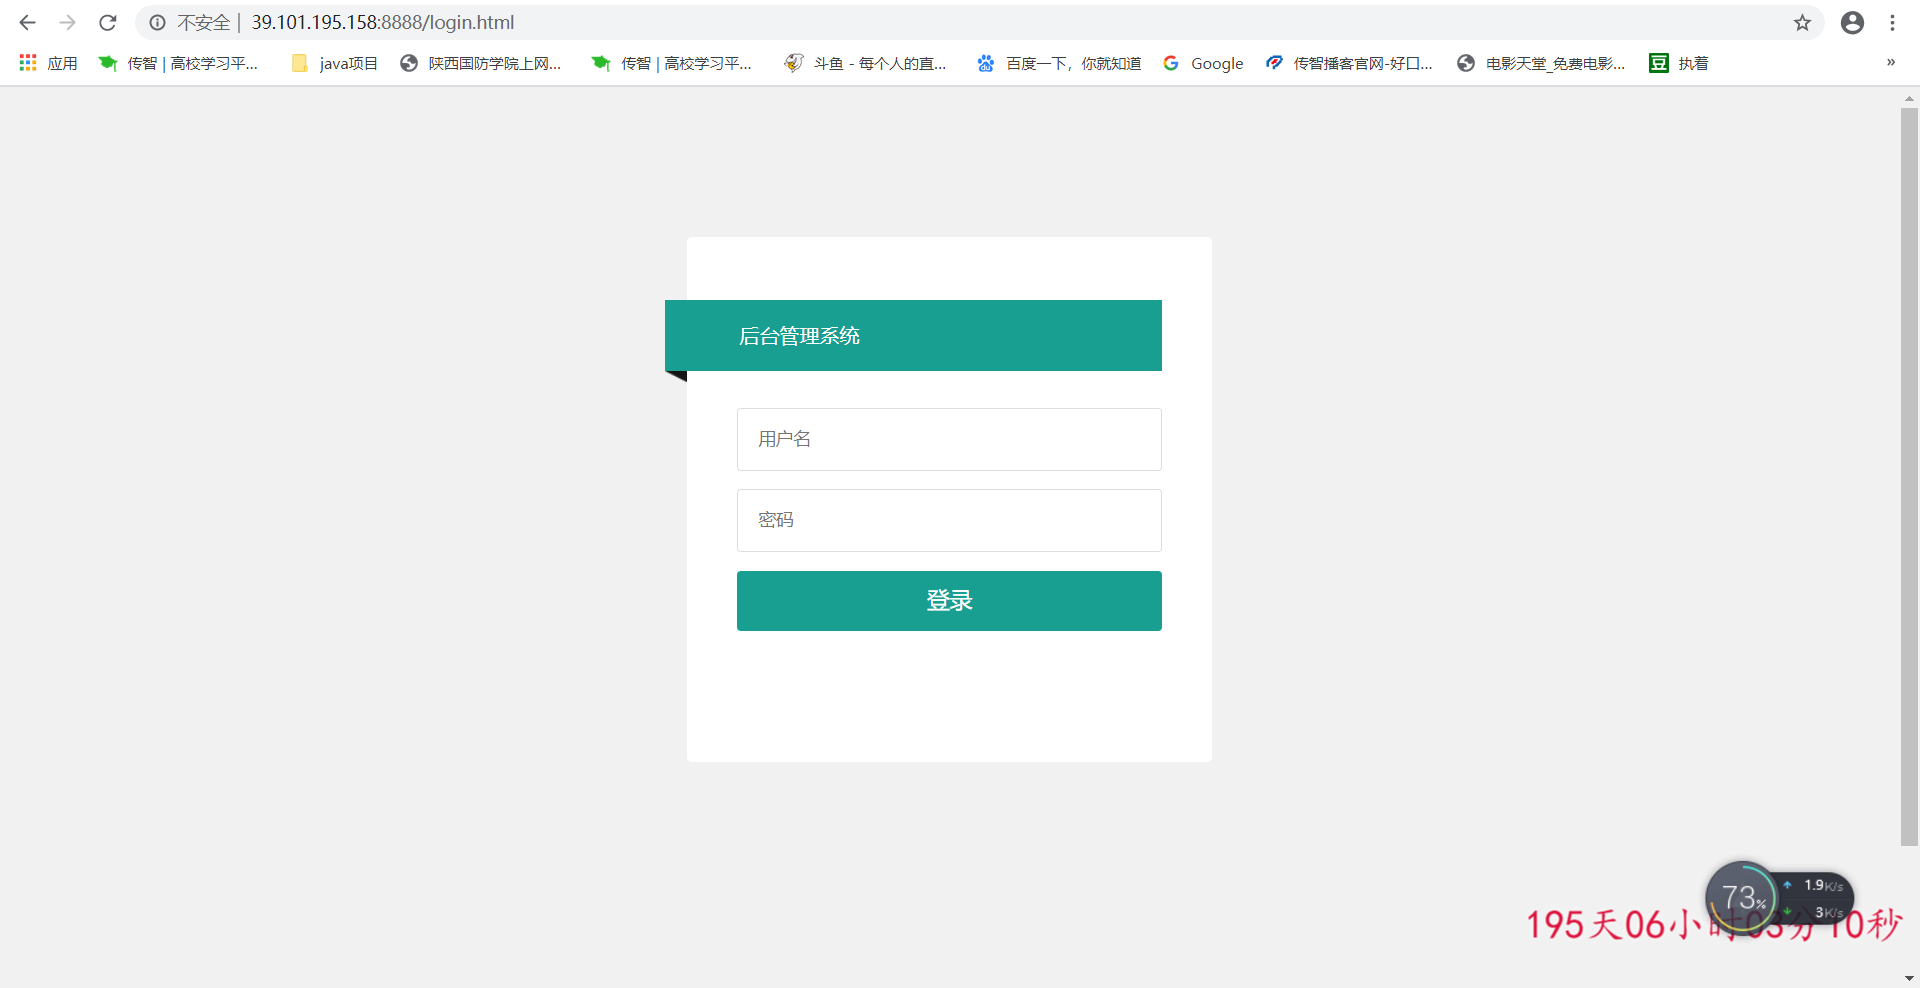 不安全 | 39.101.195.158:8888/login.html
应用 传智 | 高校学习平... java项目 陕西国防学院上网... 传智 | 高校学习平... 斗鱼 - 每个人的直... 百度一下，你就知道 Google 传智播客官网-好口... 电影天堂_免费电影... 豆 执着 »
后台管理系统
用户名
密码
登录
73% 1.9K/s
3K/s
195天06小时03分10秒